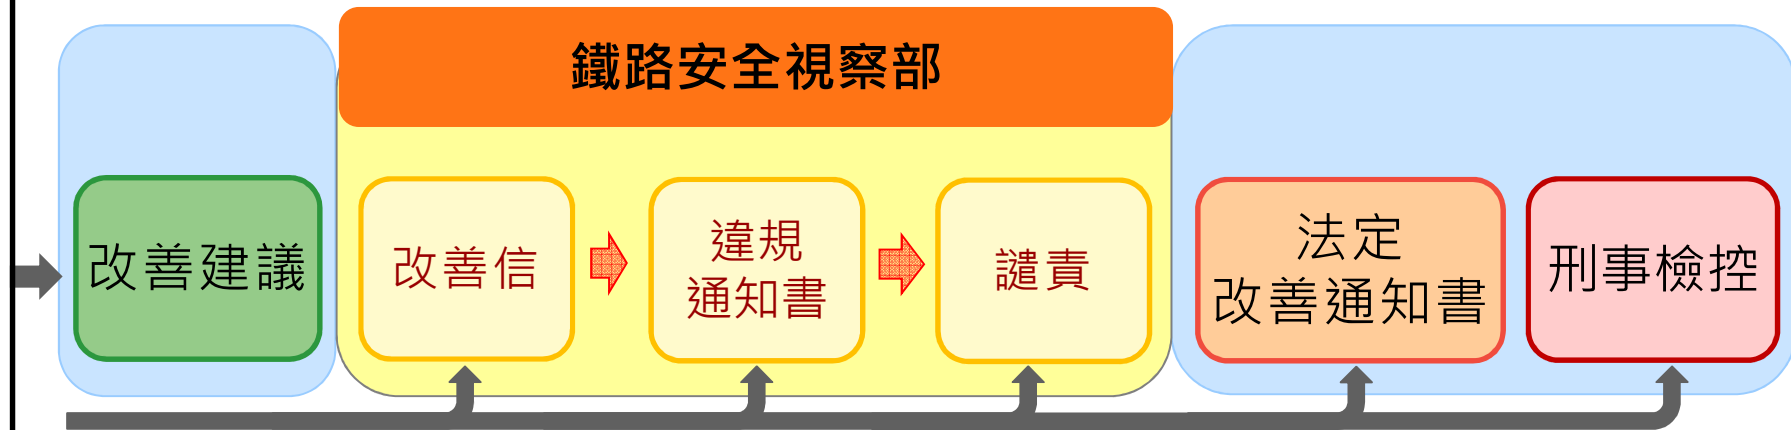 鐵路安全視察部
改善建議
改善信
違規
通知書
譴責
法定
改善通知書
刑事檢控